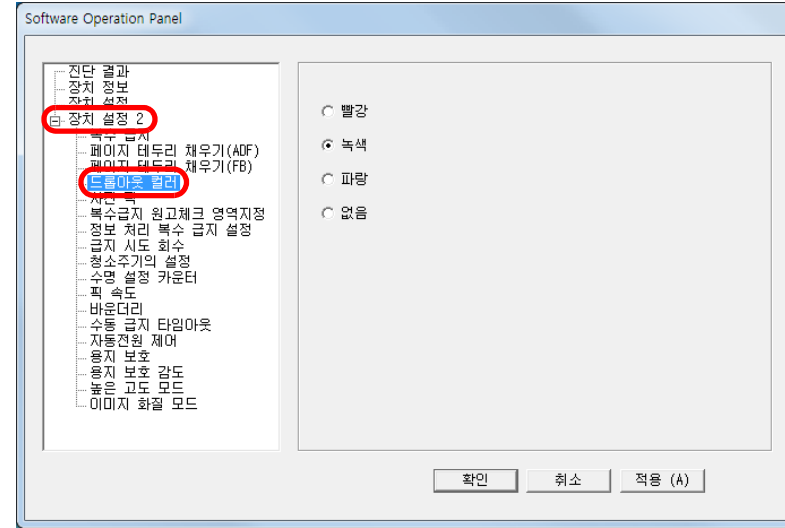 Software Operation Panel
진단 결과
장치 정보
장치 설정
장치 설정 2
복수 급지
페이지 테두리 채우기(ADF)
페이지 테두리 채우기(FB)
드롭아웃 컬러
사전 픽
복수급지 원고체크 영역지정
정보 처리 복수 급지 설정
급지 시도 회수
청소주기의 설정
수명 설정 카운터
픽 속도
바운더리
수동 급지 타임아웃
자동전원 제어
용지 보호
용지 보호 감도
높은 고도 모드
이미지 화질 모드
빨강
녹색
파랑
없음
확인 취소 적용 (A)